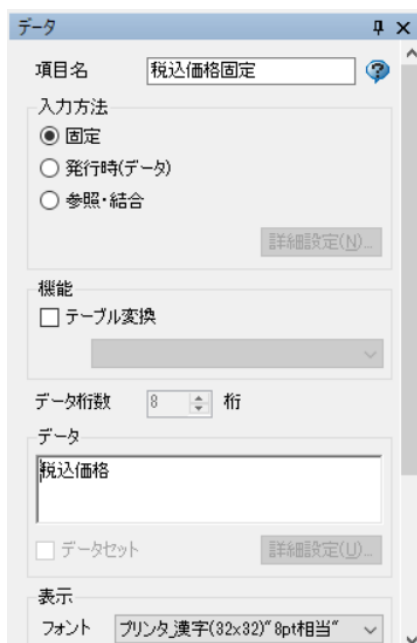 データ
項目名 税込価格固定
入力方法
固定
発行時(データ)
参照・結合
詳細設定(N)...
機能
テーブル変換
データ桁数 8 桁
データ
税込価格
データセット 詳細設定(U)...
表示
フォント プリンタ_漢字(32x32)"8pt相当"